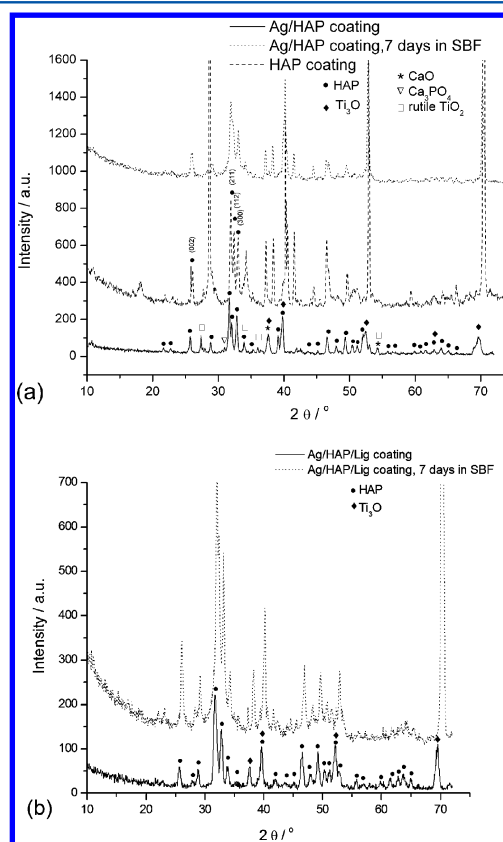 Ag/HAP coating
Ag/HAP coating,7 days in SBF
HAP coating
HAP
Ti3O
CaO
Ca3PO4
rutile TiO2
1600
1400
1200
1000
800
600
400
200
0
Intensity / a.u.
(002)
(211)
(112)
(300)
10 20 30 40 50 60 70
2 θ / °
(a)
Ag/HAP/Lig coating
Ag/HAP/Lig coating, 7 days in SBF
HAP
Ti3O
700
600
500
400
300
200
100
0
Intensity / a.u.
10 20 30 40 50 60 70 80
2 θ / °
(b)